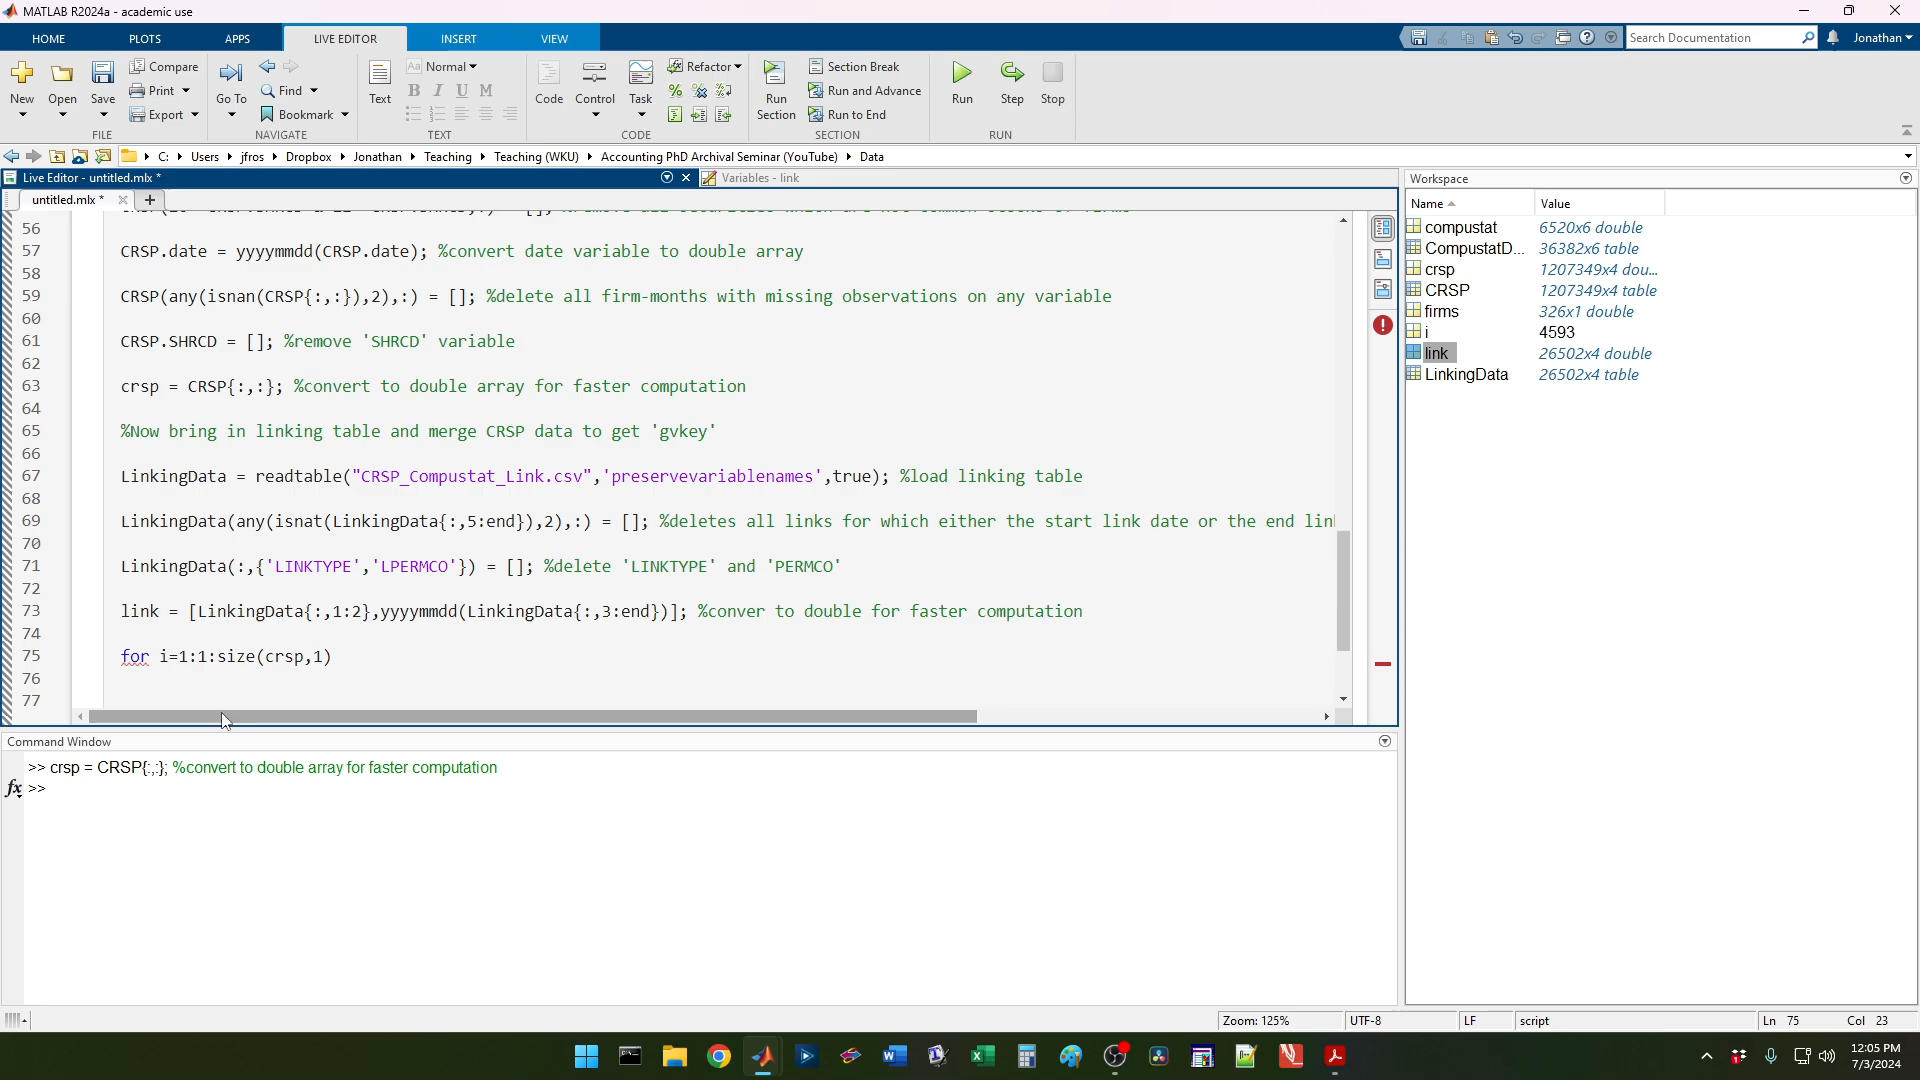 MATLAB R2024a - academic use
HOME PLOTS APPS LIVE EDITOR INSERT VIEW Search Documentation Jonathan
New Open Save Compare Print Export FILE
Go To Find Bookmark NAVIGATE
Text Aa Normal B I U M TEXT
Code Control Task Refactor CODE
Run Section Section Break Run and Advance Run to End SECTION
Run Step Stop RUN
C: Users jfros Dropbox Jonathan Teaching Teaching (WKU) Accounting PhD Archival Seminar (YouTube) Data
Live Editor - untitled.mlx *
Variables - link
untitled.mlx *
56
57 CRSP.date = yyyymmdd(CRSP.date); %convert date variable to double array
58
59 CRSP(any(isnan(CRSP{:,:}),2),:) = []; %delete all firm-months with missing observations on any variable
60
61 CRSP.SHRCD = []; %remove 'SHRCD' variable
62
63 crsp = CRSP{:,:}; %convert to double array for faster computation
64
65 %Now bring in linking table and merge CRSP data to get 'gvkey'
66
67 LinkingData = readtable("CRSP_Compustat_Link.csv",'preservevariablenames',true); %load linking table
68
69 LinkingData(any(isnat(LinkingData{:,5:end}),2),:) = []; %deletes all links for which either the start link date or the end lin
70
71 LinkingData(:,{'LINKTYPE','LPERMCO'}) = []; %delete 'LINKTYPE' and 'PERMCO'
72
73 link = [LinkingData{:,1:2},yyyymmdd(LinkingData{:,3:end})]; %conver to double for faster computation
74
75 for i=1:1:size(crsp,1)
76
77
Command Window
>> crsp = CRSP{:,:}; %convert to double array for faster computation
fx >>
Workspace
Name Value
compustat 6520x6 double
CompustatD... 36382x6 table
crsp 1207349x4 dou...
CRSP 1207349x4 table
firms 326x1 double
i 4593
link 26502x4 double
LinkingData 26502x4 table
Zoom: 125% UTF-8 LF script Ln 75 Col 23
12:05 PM
7/3/2024